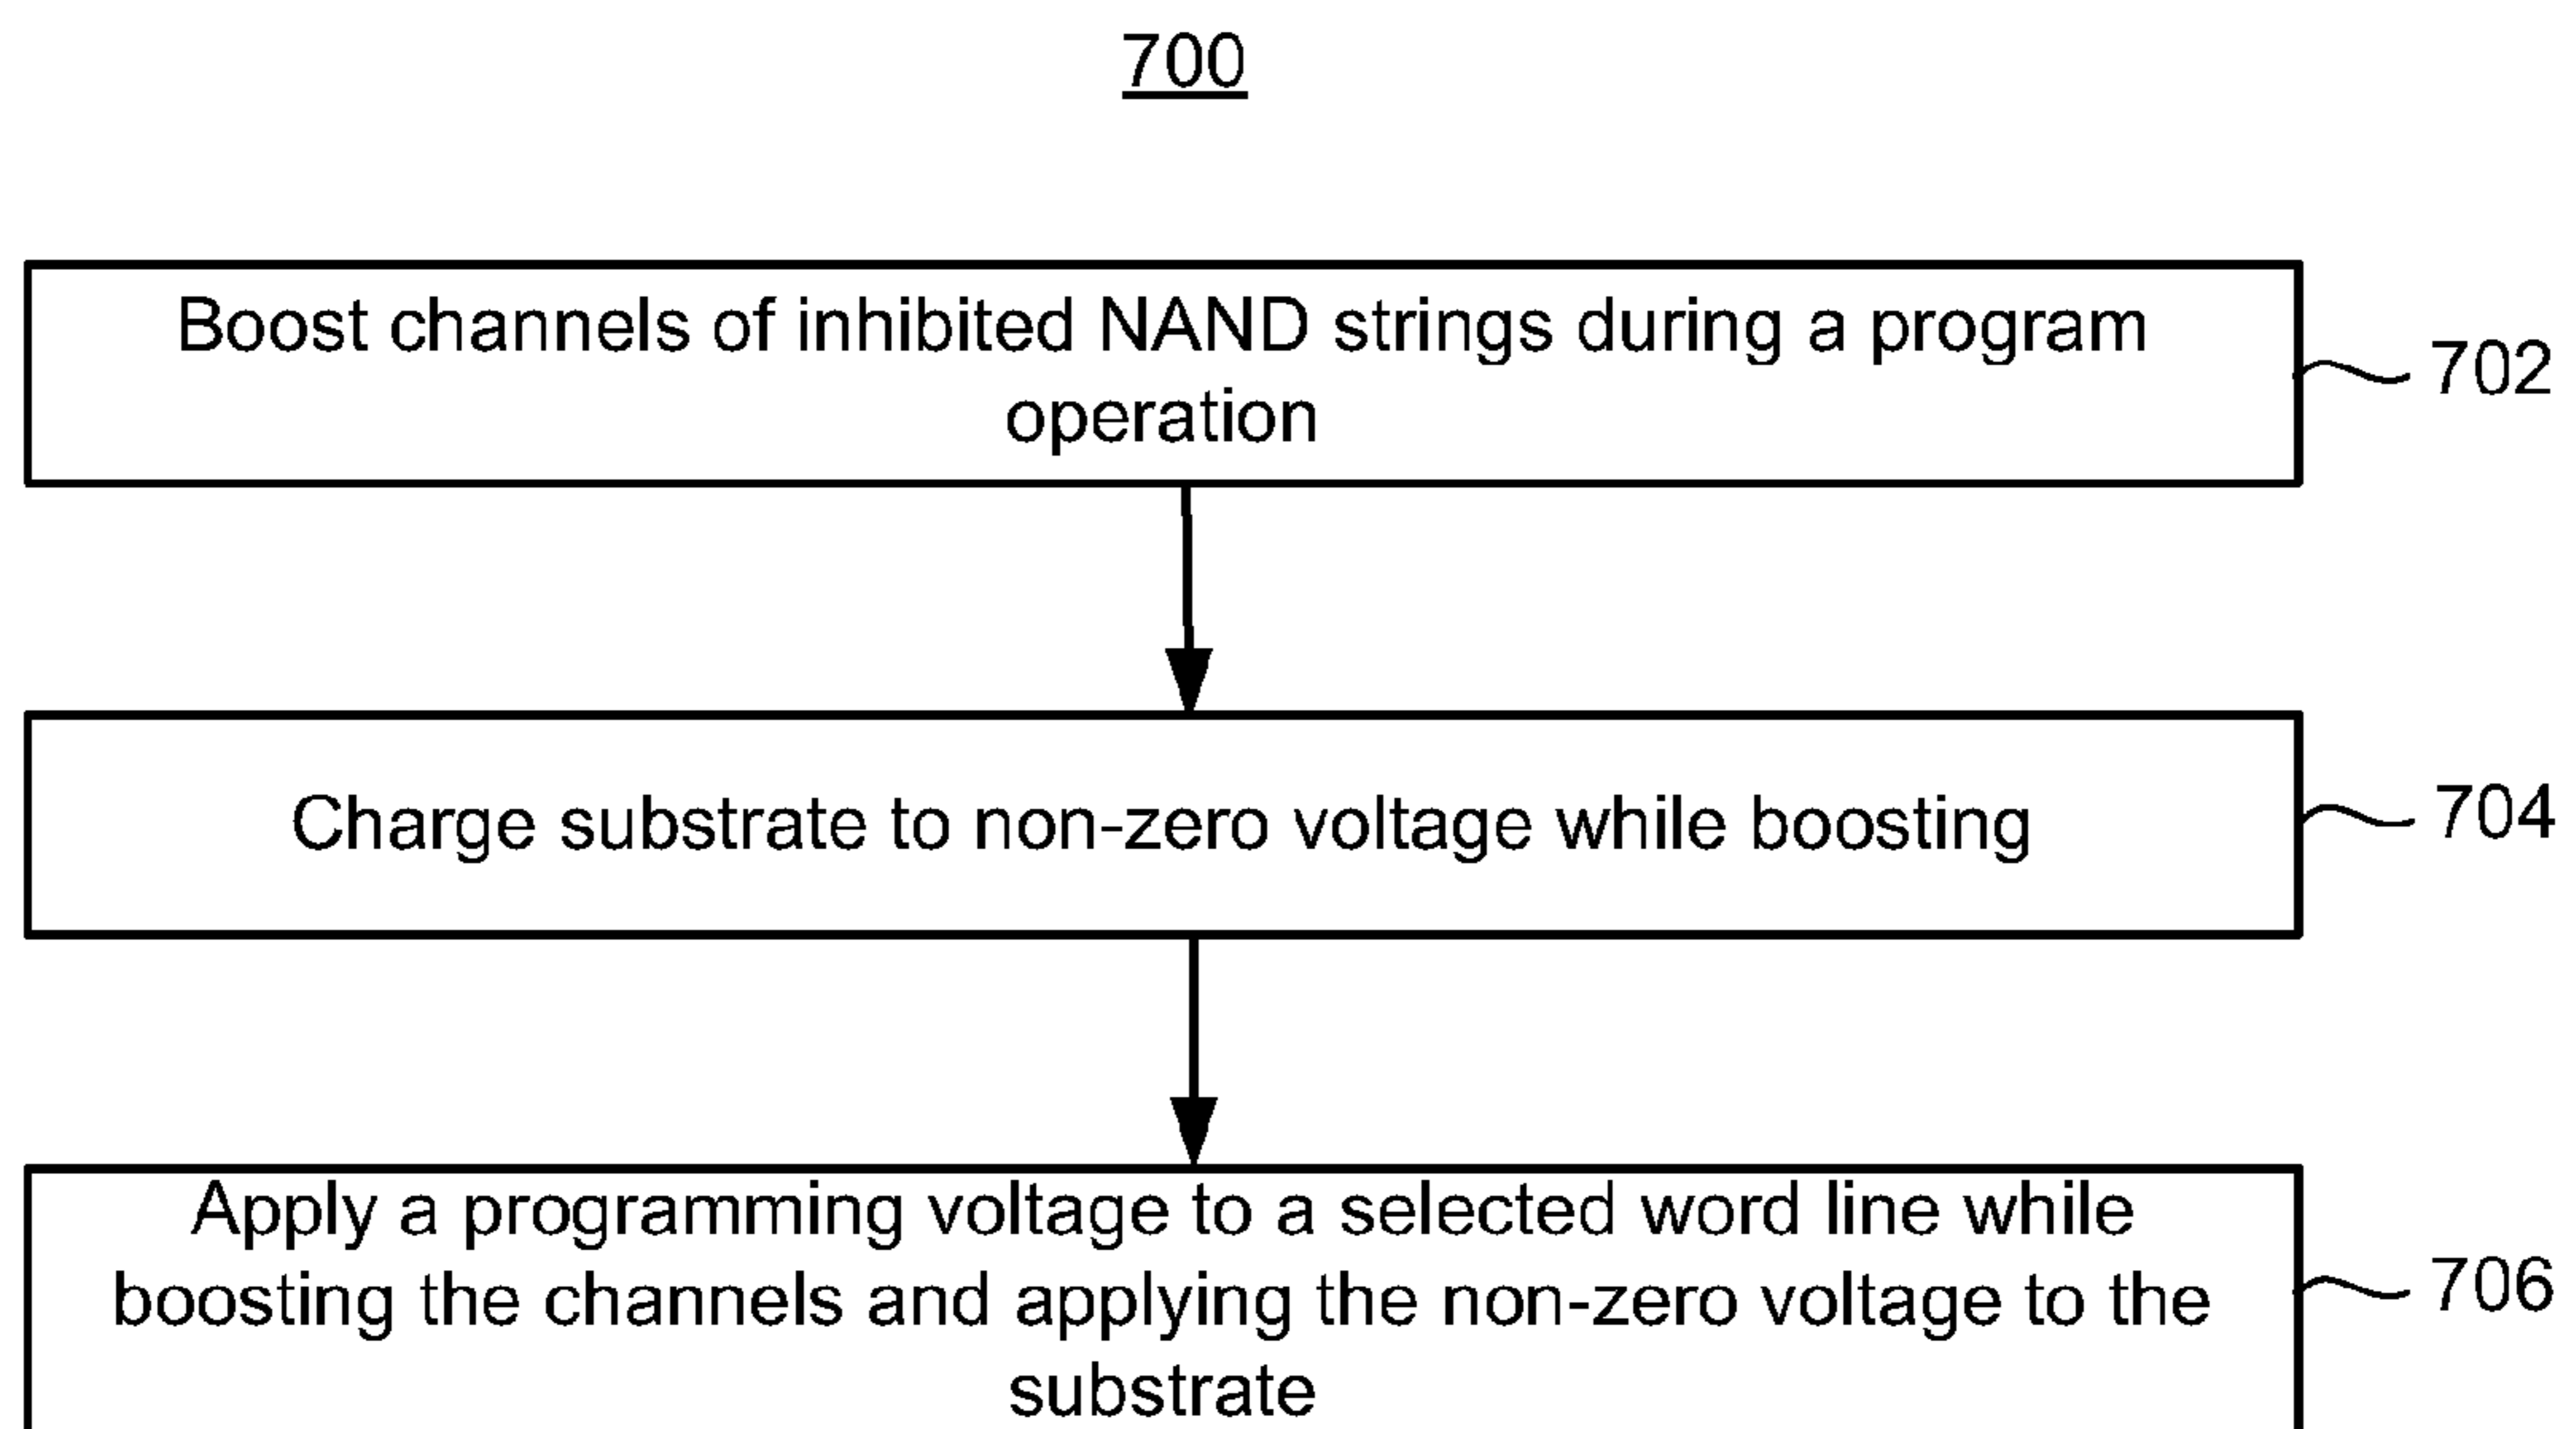 700
Boost channels of inhibited NAND strings during a program
operation
702
Charge substrate to non-zero voltage while boosting
704
Apply a programming voltage to a selected word line while
boosting the channels and applying the non-zero voltage to the
substrate
706